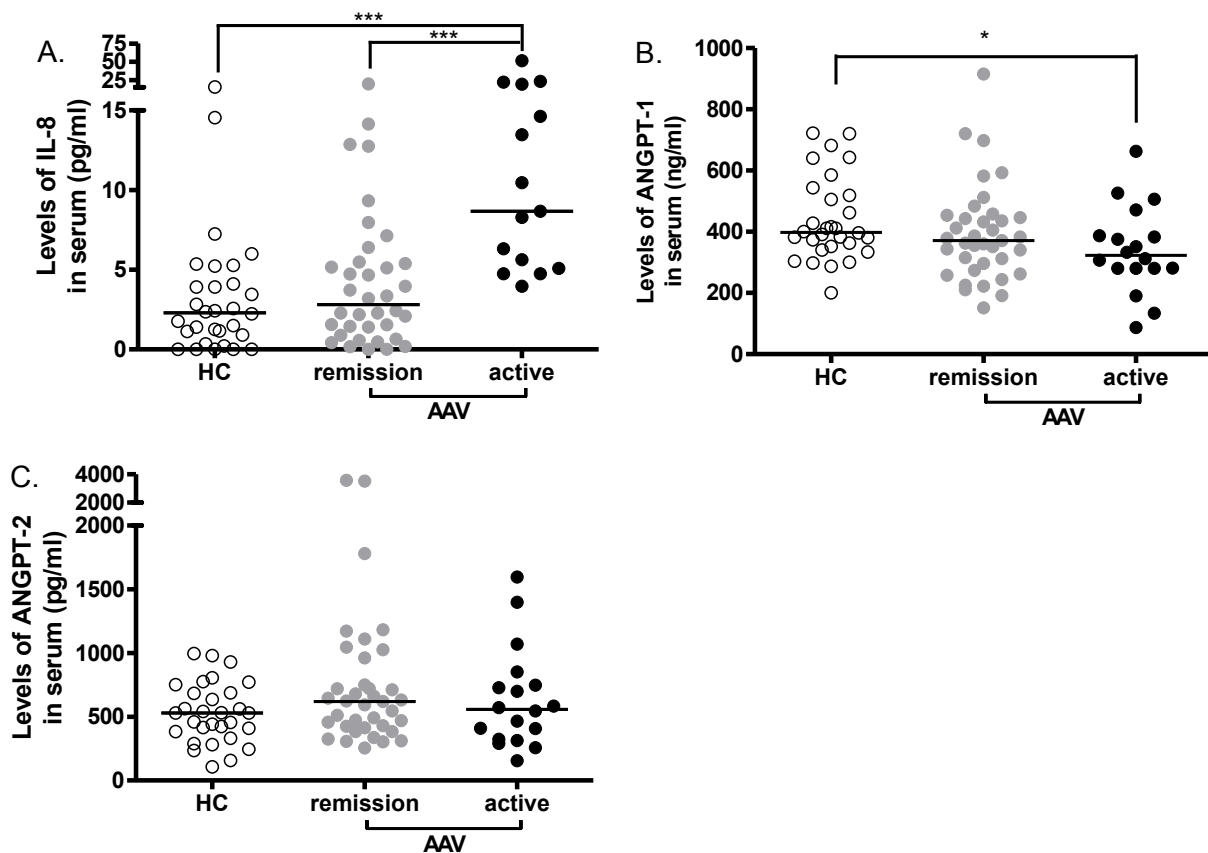 A.
Levels of IL-8
in serum (pg/ml)
75
50
25
15
10
5
0
***
***
HC
remission
active
AAV
B.
Levels of ANGPT-1
in serum (ng/ml)
1000
800
600
400
200
0
*
HC
remission
active
AAV
C.
Levels of ANGPT-2
in serum (pg/ml)
4000
2000
2000
1500
1000
500
0
HC
remission
active
AAV